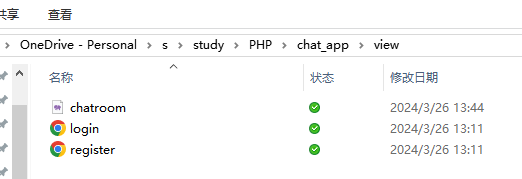 共享 查看
OneDrive - Personal > s > study > PHP > chat_app > view
名称 状态 修改日期
chatroom 2024/3/26 13:44
login 2024/3/26 13:11
register 2024/3/26 13:11